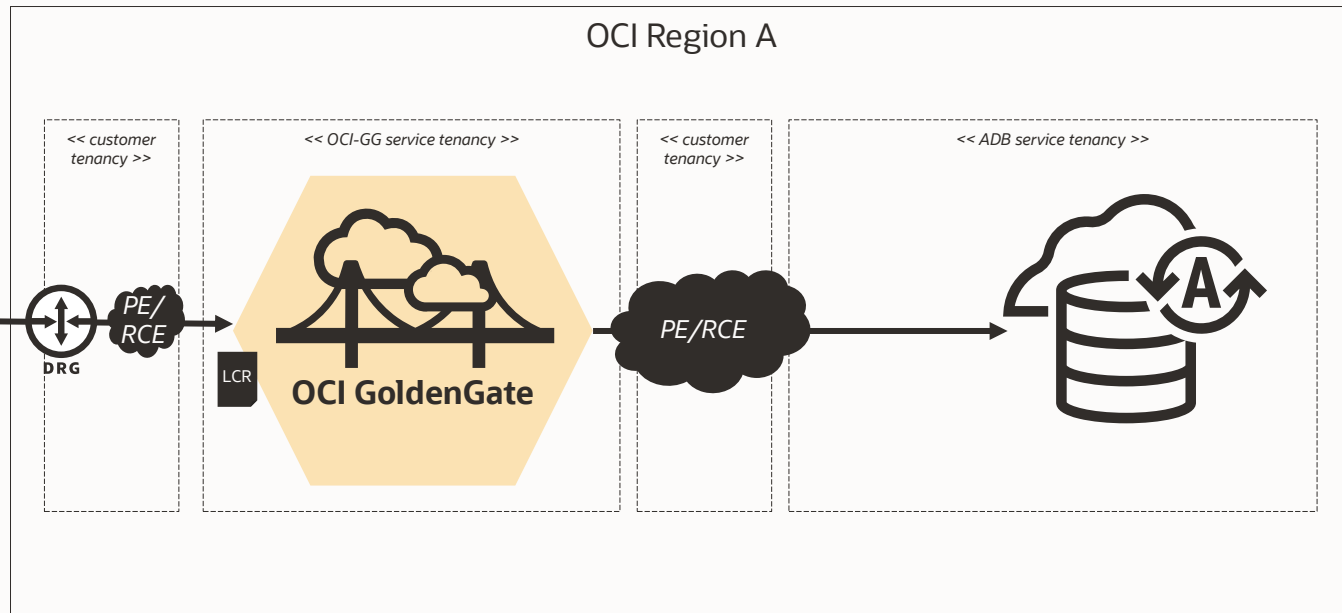 OCI Region A
<< customer
tenancy >>
<< OCI-GG service tenancy >>
<< customer
tenancy >>
<< ADB service tenancy >>
PE/
RCE
DRG
LCR
OCI GoldenGate
PE/RCE
A